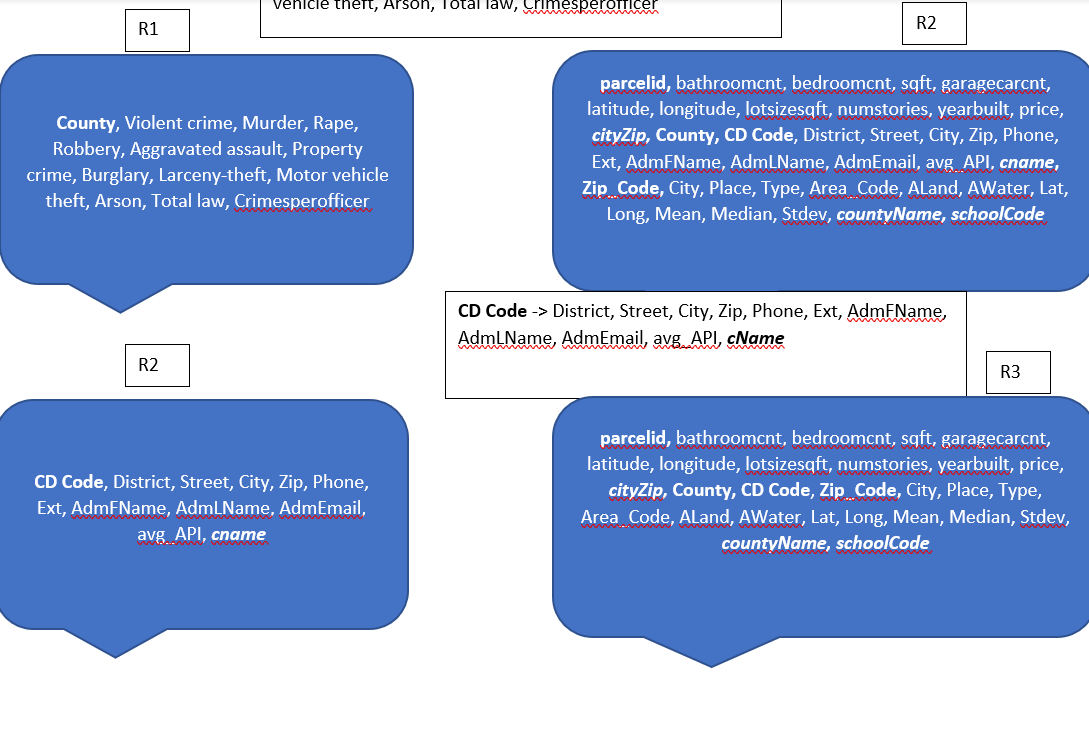 vehicle theft, Arson, Total law, Crimesperofficer
R1
R2
County, Violent crime, Murder, Rape,
Robbery, Aggravated assault, Property
crime, Burglary, Larceny-theft, Motor vehicle
theft, Arson, Total law, Crimesperofficer
parcelid, bathroomcnt, bedroomcnt, sqft, garagecarcnt,
latitude, longitude, lotsizesqft, numstories, yearbuilt, price,
cityZip, County, CD Code, District, Street, City, Zip, Phone,
Ext, AdmFName, AdmLName, AdmEmail, avg_API, cname,
Zip_Code, City, Place, Type, Area_Code, ALand, AWater, Lat,
Long, Mean, Median, Stdev, countyName, schoolCode
CD Code -> District, Street, City, Zip, Phone, Ext, AdmFName,
AdmLName, AdmEmail, avg_API, cName
R2
R3
CD Code, District, Street, City, Zip, Phone,
Ext, AdmFName, AdmLName, AdmEmail,
avg_API, cname
parcelid, bathroomcnt, bedroomcnt, sqft, garagecarcnt,
latitude, longitude, lotsizesqft, numstories, yearbuilt, price,
cityZip, County, CD Code, Zip_Code, City, Place, Type,
Area_Code, ALand, AWater, Lat, Long, Mean, Median, Stdev,
countyName, schoolCode